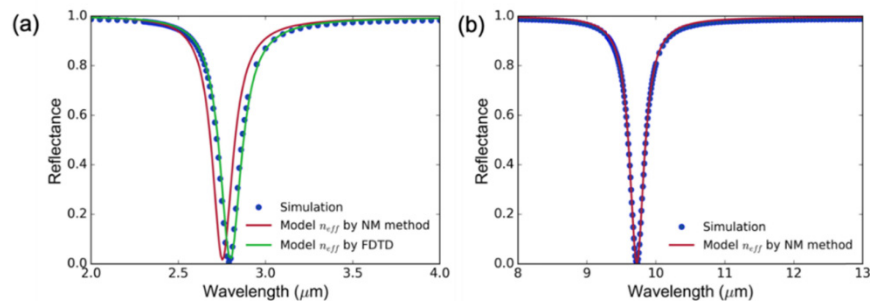 (a)
1.0
0.8
0.6
0.4
0.2
0.0
Reflectance
Simulation
Model n_eff by NM method
Model n_eff by FDTD
2.0 2.5 3.0 3.5 4.0
Wavelength (μm)
(b)
1.0
0.8
0.6
0.4
0.2
0.0
Reflectance
Simulation
Model n_eff by NM method
8 9 10 11 12 13
Wavelength (μm)